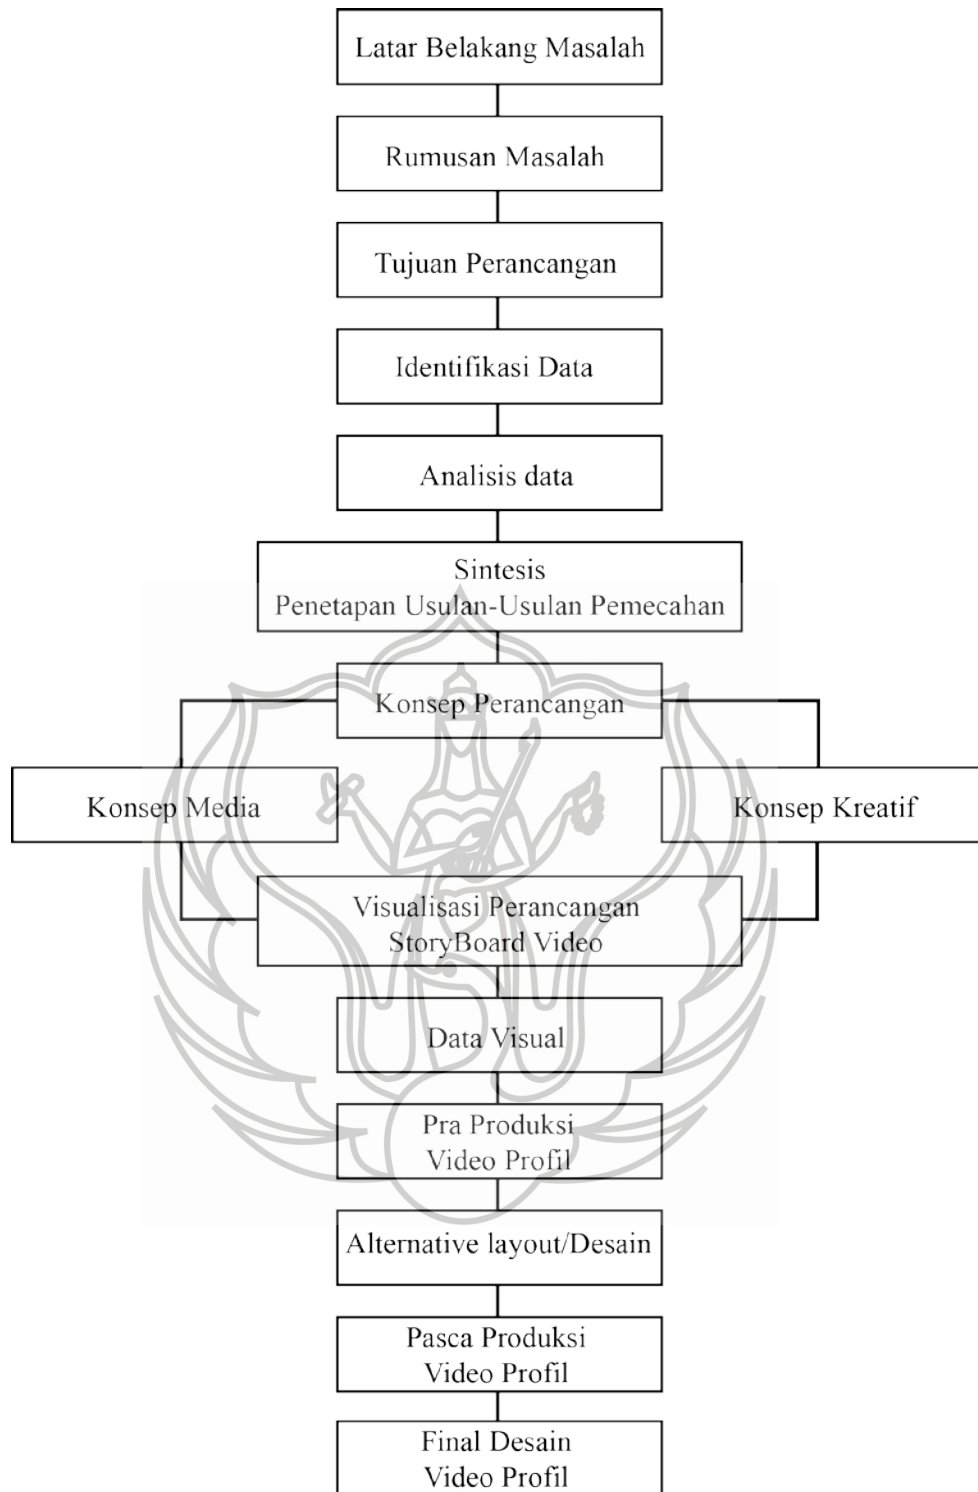 Latar Belakang Masalah
Rumusan Masalah
Tujuan Perancangan
Identifikasi Data
Analisis data
Sintesis
Penetapan Usulan-Usulan Pemecahan
Konsep Perancangan
Konsep Media
Konsep Kreatif
Visualisasi Perancangan
StoryBoard Video
Data Visual
Pra Produksi
Video Profil
Alternative layout/Desain
Pasca Produksi
Video Profil
Final Desain
Video Profil